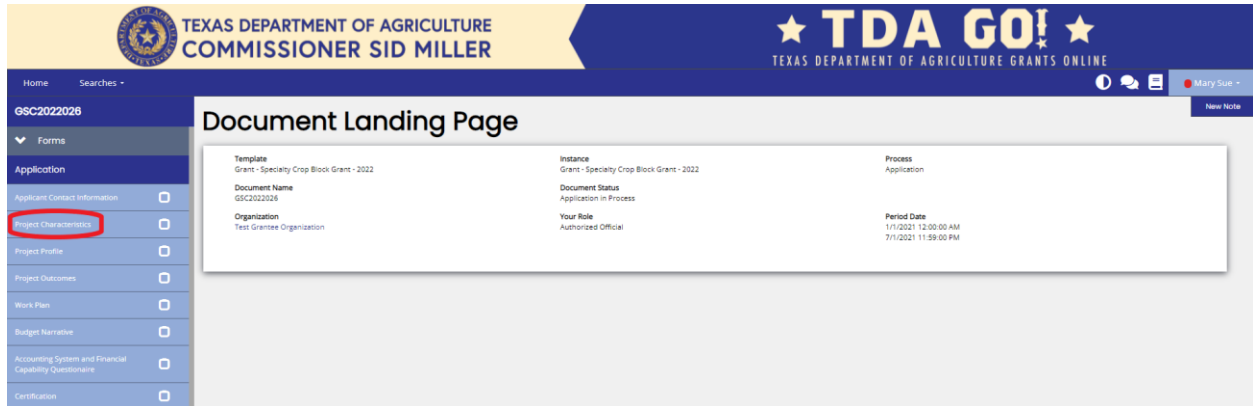 TEXAS DEPARTMENT OF AGRICULTURE
COMMISSIONER SID MILLER
TDA GO!
TEXAS DEPARTMENT OF AGRICULTURE GRANTS ONLINE
Home Searches
Mary Sue
GSC2022026
New Note
Document Landing Page
Forms
Application
Template
Grant - Specialty Crop Block Grant - 2022
Instance
Grant - Specialty Crop Block Grant - 2022
Process
Application
Document Name
GSC2022026
Document Status
Application in Process
Organization
Test Grantee Organization
Your Role
Authorized Official
Period Date
1/1/2021 12:00:00 AM
7/1/2021 11:59:00 PM
Applicant Contact Information
Project Characteristics
Project Profile
Project Outcomes
Work Plan
Budget Narrative
Accounting System and Financial
Capability Questionaire
Certification